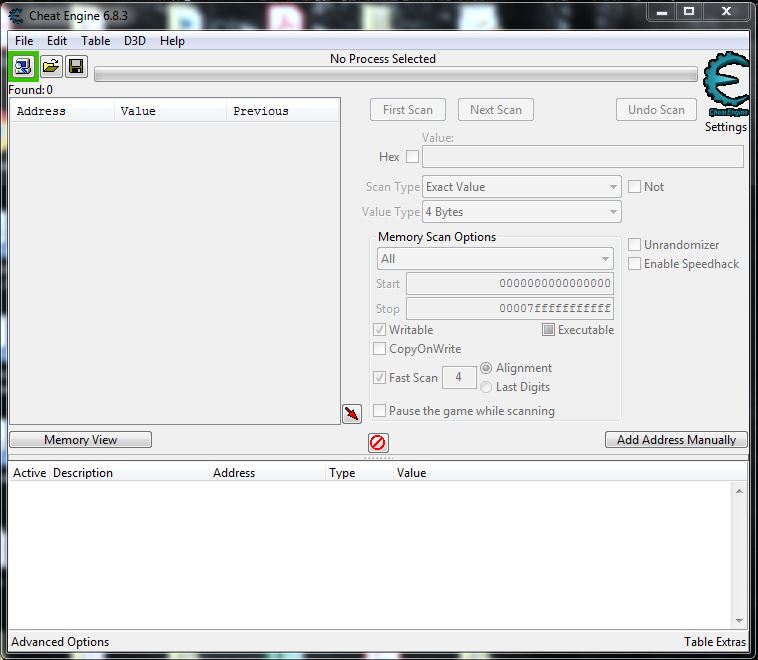 Cheat Engine 6.8.3
File Edit Table D3D Help
No Process Selected
Found: 0
Address Value Previous
First Scan Next Scan Undo Scan
Cheat Engine
Settings
Value:
Hex
Scan Type Exact Value Not
Value Type 4 Bytes
Memory Scan Options
All
Unrandomizer
Enable Speedhack
Start 0000000000000000
Stop 00007fffffffffff
Writable Executable
CopyOnWrite
Fast Scan 4 Alignment
Last Digits
Pause the game while scanning
Memory View Add Address Manually
Active Description Address Type Value
Advanced Options Table Extras